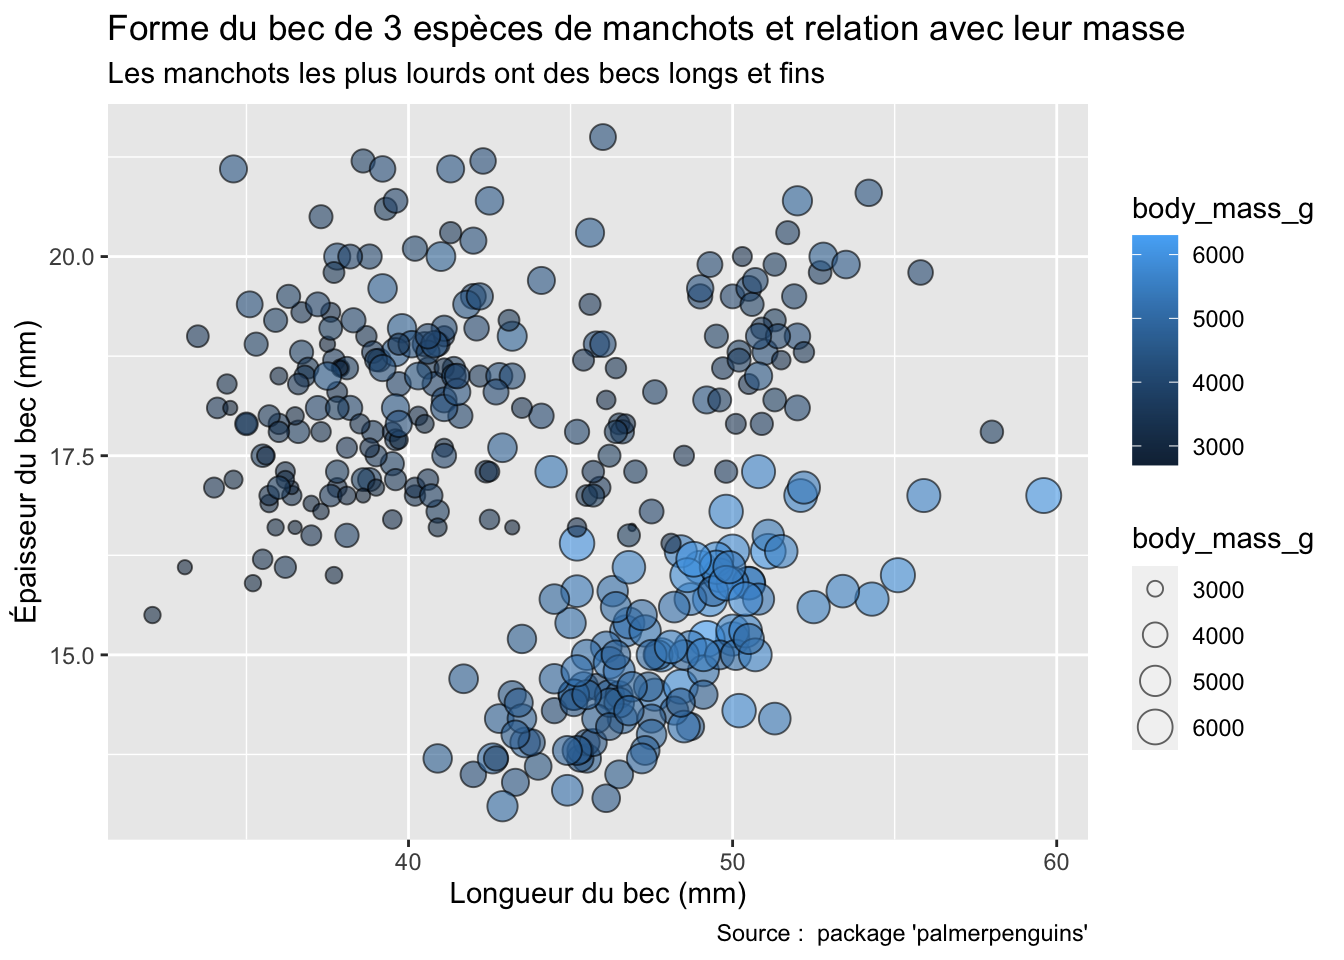 Forme du bec de 3 espèces de manchots et relation avec leur masse
Les manchots les plus lourds ont des becs longs et fins
Épaisseur du bec (mm)
20.0
17.5
15.0
40
50
60
Longueur du bec (mm)
Source :  package 'palmerpenguins'
body_mass_g
6000
5000
4000
3000
body_mass_g
3000
4000
5000
6000